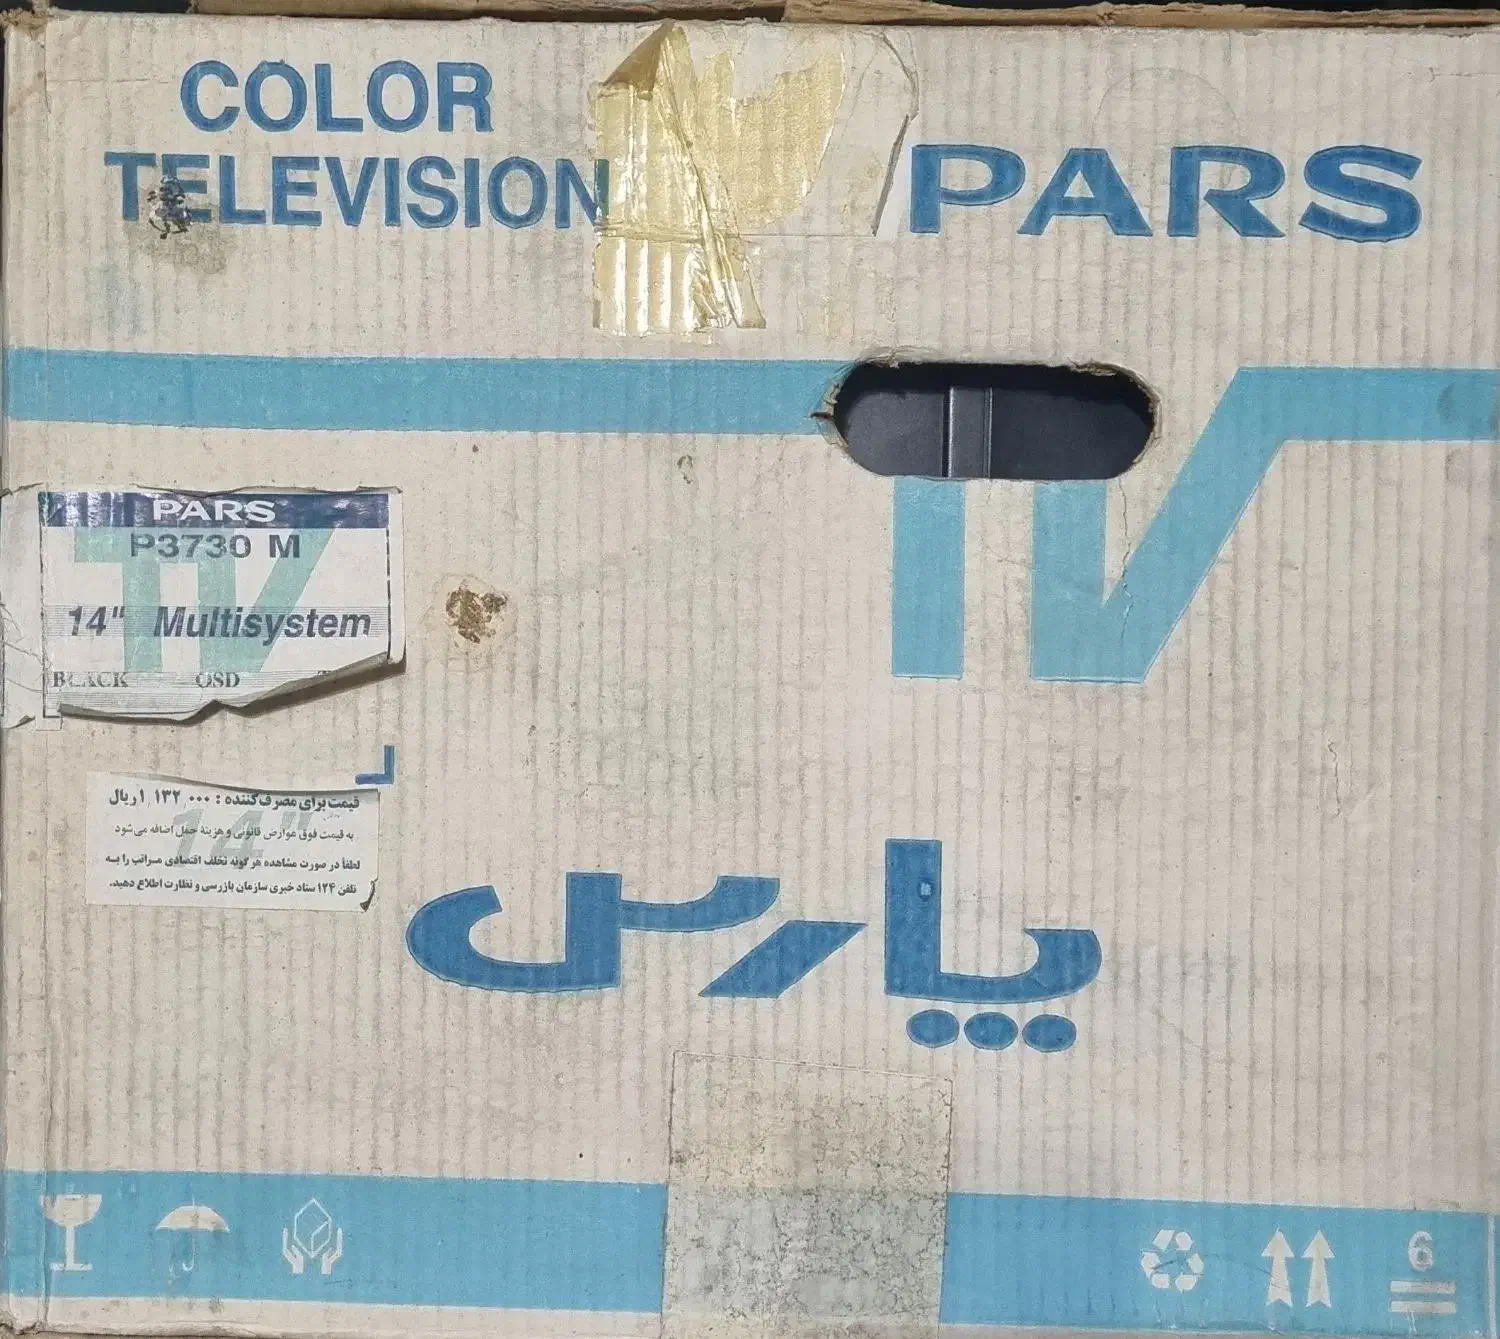 COLOR
TELEVISION
PARS
TV
PARS
P3730 M
14" Multisystem
BLACK OSD
قیمت برای مصرف‌کننده : ۱٬۱۳۲٬۰۰۰ ریال
به قیمت فوق عوارض قانونی و هزینهٔ حمل اضافه می‌شود
لطفاً در صورت مشاهده هرگونه تخلف اقتصادی مراتب را به
تلفن ۱۲۴ ستاد خبری سازمان بازرسی و نظارت اطلاع دهید.
پارس
6